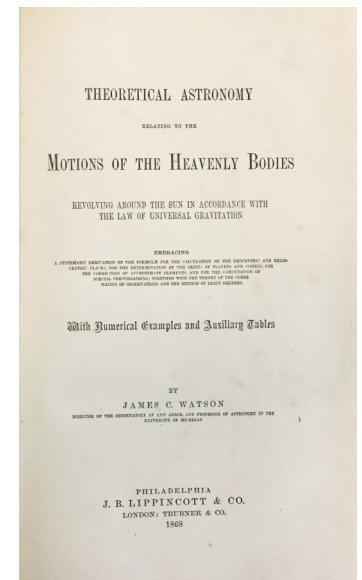 THEORETICAL ASTRONOMY
RELATING TO THE
MOTIONS OF THE HEAVENLY BODIES
REVOLVING AROUND THE SUN IN ACCORDANCE WITH
THE LAW OF UNIVERSAL GRAVITATION
EMBRACING
A SYSTEMATIC DERIVATION OF THE FORMULÆ FOR THE CALCULATION OF THE GEOCENTRIC AND HELIO-
CENTRIC PLACES, FOR THE DETERMINATION OF THE ORBITS OF PLANETS AND COMETS, FOR
THE CORRECTION OF APPROXIMATE ELEMENTS, AND FOR THE COMPUTATION OF
SPECIAL PERTURBATIONS; TOGETHER WITH THE THEORY OF THE COMBI-
NATION OF OBSERVATIONS AND THE METHOD OF LEAST SQUARES.
With Numerical Examples and Auxiliary Tables
BY
JAMES C. WATSON
DIRECTOR OF THE OBSERVATORY AT ANN ARBOR, AND PROFESSOR OF ASTRONOMY IN THE
UNIVERSITY OF MICHIGAN
PHILADELPHIA
J. B. LIPPINCOTT & CO.
LONDON: TRUBNER & CO.
1868